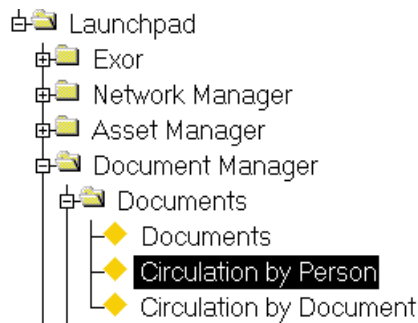 Launchpad
Exor
Network Manager
Asset Manager
Document Manager
Documents
Documents
Circulation by Person
Circulation by Document